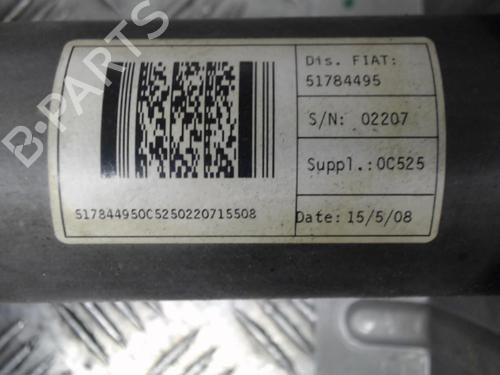 Dis. FIAT:
51784495
S/N: 02207
Suppl.:0C525
Date: 15/5/08
517844950C5250220715508
B-PARTS